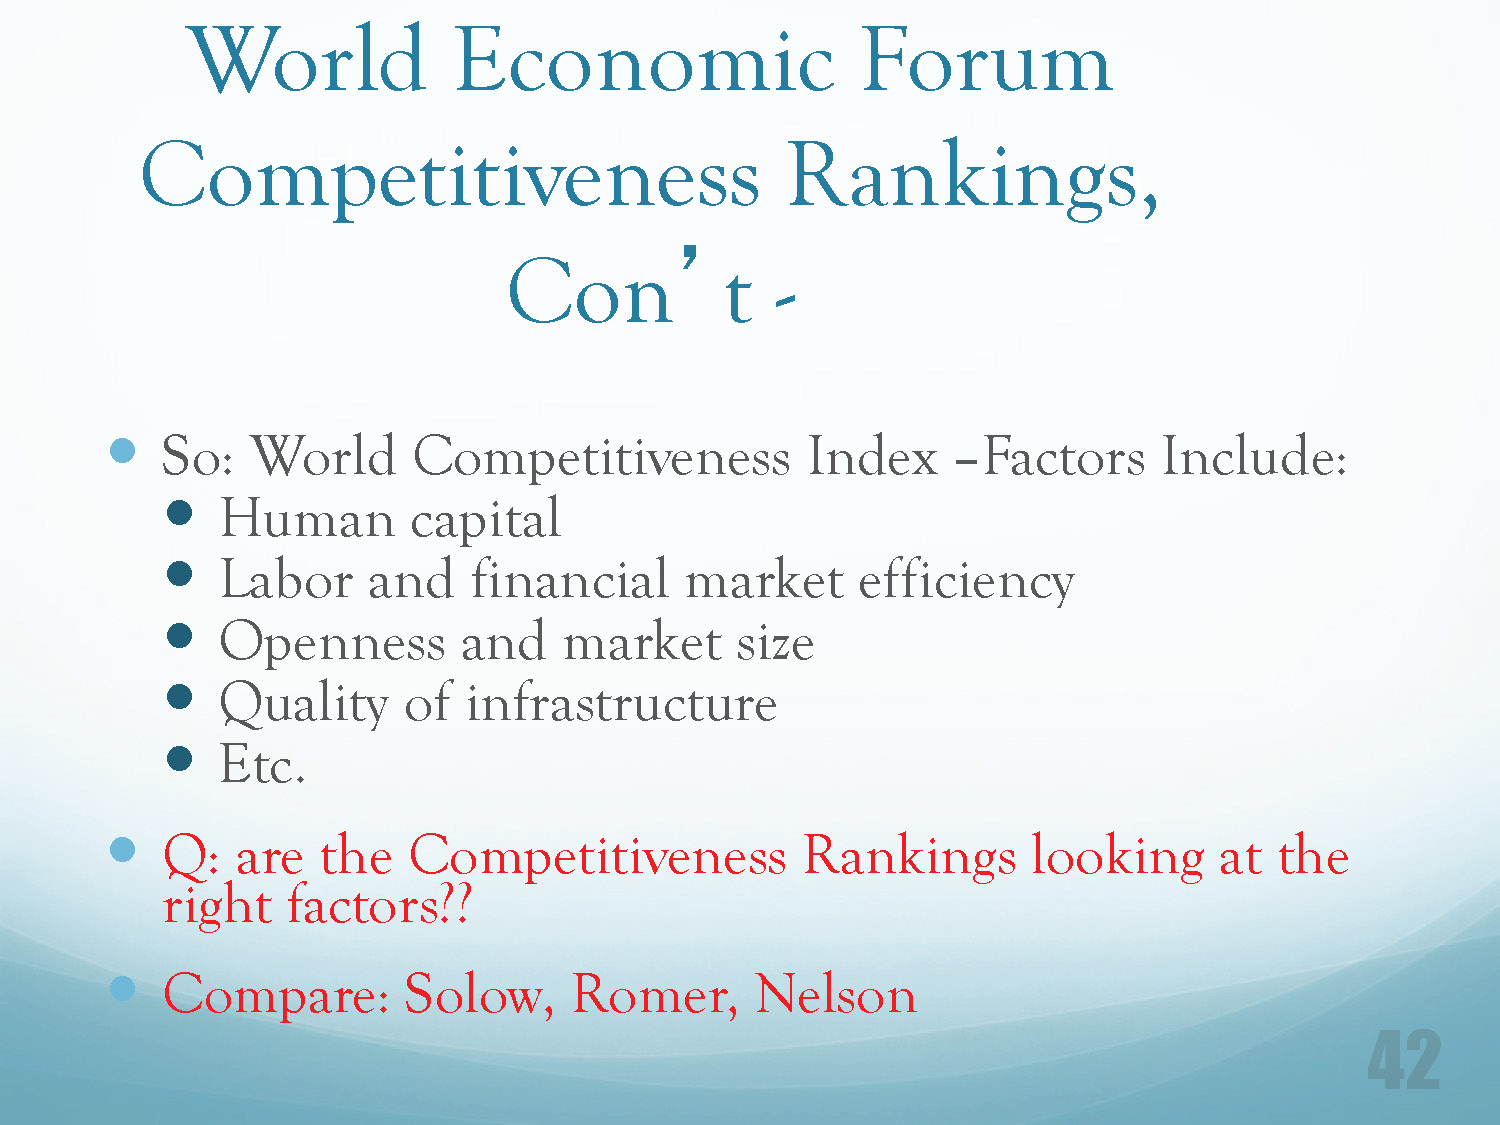 World Economic Forum
Competitiveness Rankings,
Con’t -
• So: World Competitiveness Index –Factors Include:
• Human capital
• Labor and financial market efficiency
• Openness and market size
• Quality of infrastructure
• Etc.
• Q: are the Competitiveness Rankings looking at the
right factors??
• Compare: Solow, Romer, Nelson
42